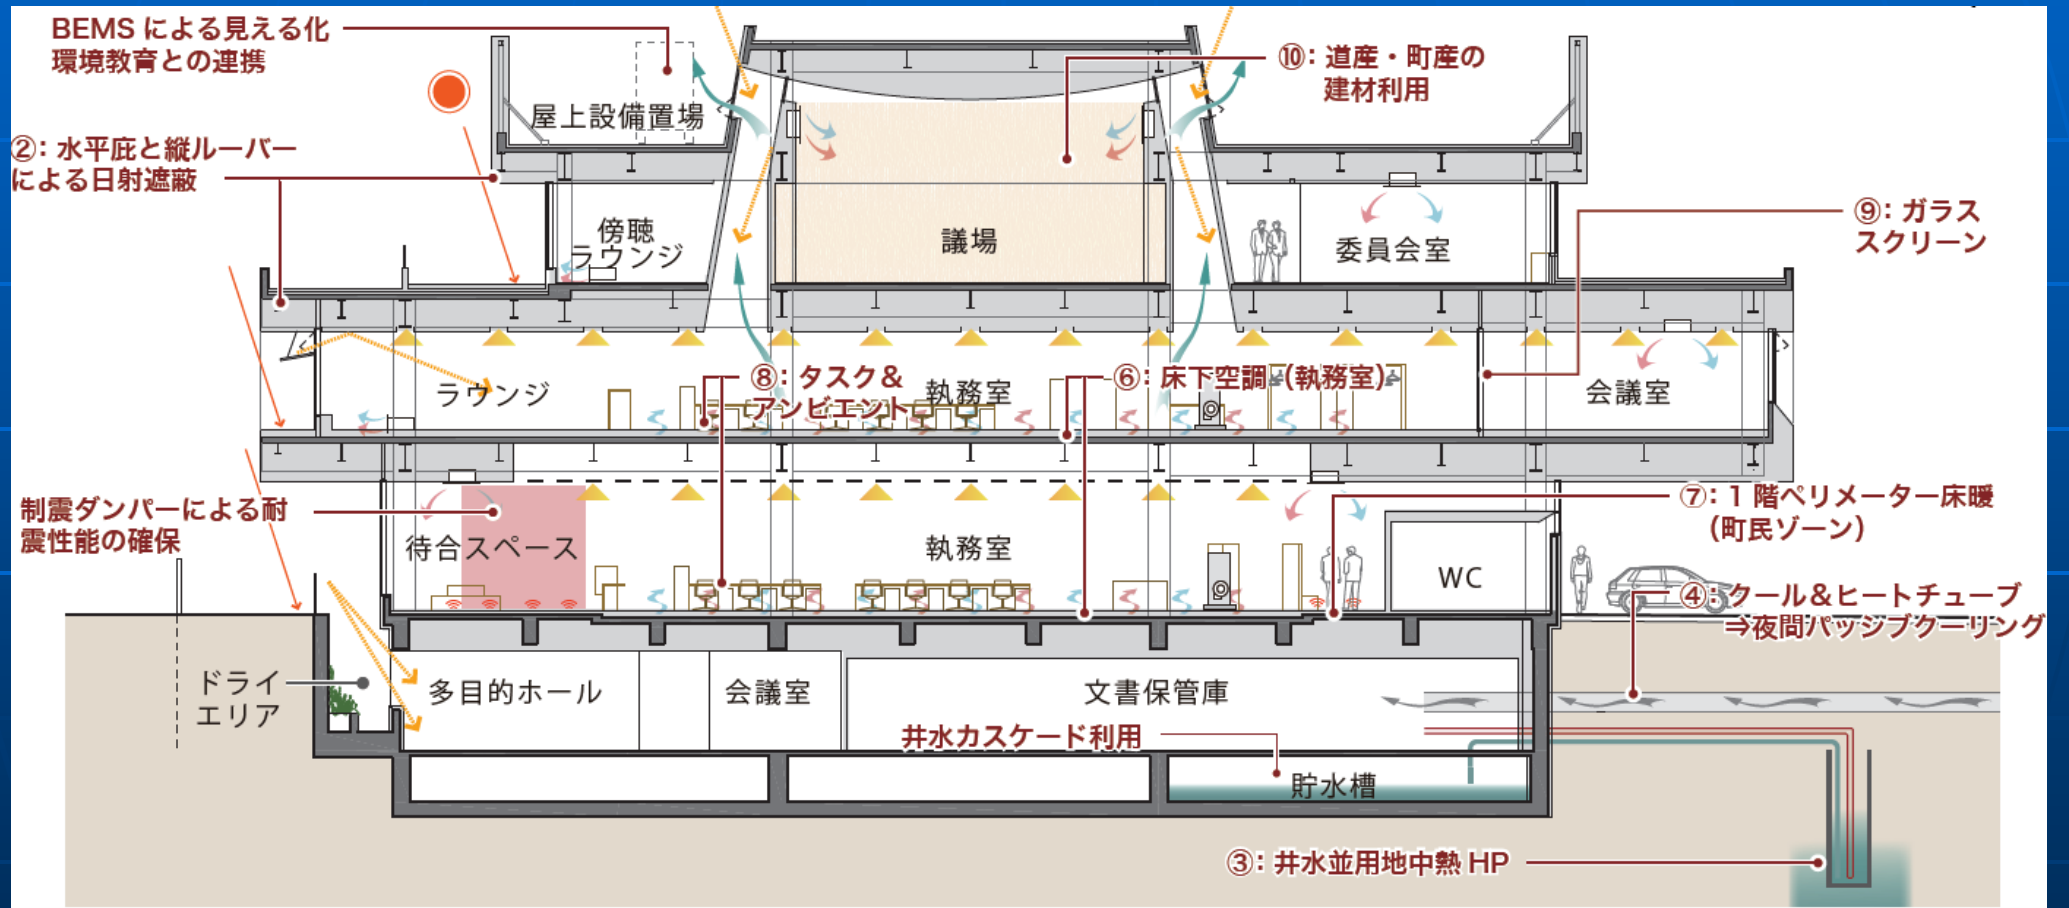 BEMS による見える化
環境教育との連携
⑩：道産・町産の
建材利用
屋上設備置場
②：水平庇と縦ルーバー
による日射遮蔽
⑨：ガラス
スクリーン
傍聴
ラウンジ
議場
委員会室
⑧：タスク＆
アンビエント
⑥：床下空調（執務室）
ラウンジ
執務室
会議室
制震ダンパーによる耐
震性能の確保
⑦：1 階ペリメーター床暖
（町民ゾーン）
待合スペース
執務室
WC
④：クール＆ヒートチューブ
⇒夜間パッシブクーリング
ドライ
エリア
多目的ホール
会議室
文書保管庫
井水カスケード利用
貯水槽
③：井水並用地中熱 HP